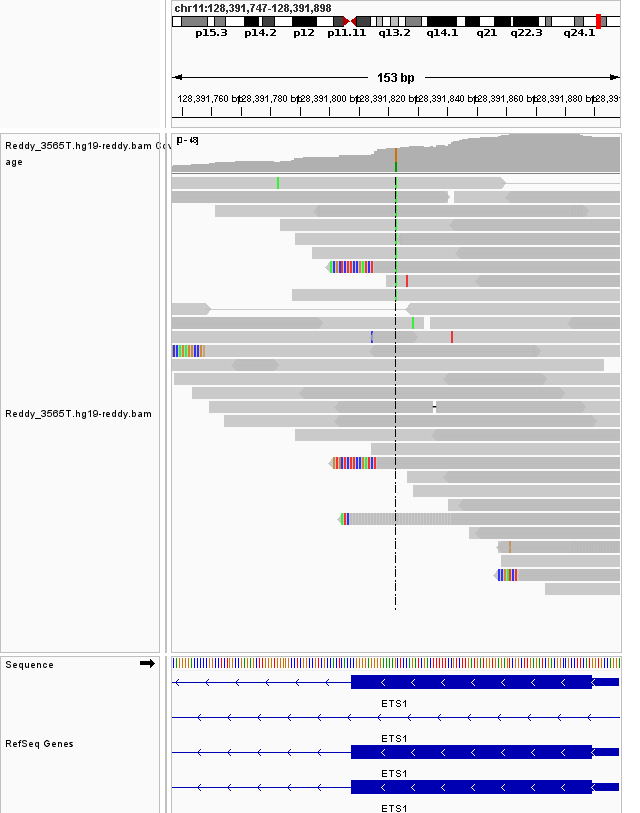 chr11:128,391,747-128,391,898
p15.3 p14.2 p12 p11.11 q13.2 q14.1 q21 q22.3 q24.1
153 bp
128,391,760 bp 128,391,780 bp 128,391,800 bp 128,391,820 bp 128,391,840 bp 128,391,860 bp 128,391,880 bp 128,39
Reddy_3565T.hg19-reddy.bam Cov
age
[0 - 48]
Reddy_3565T.hg19-reddy.bam
Sequence
ETS1
ETS1
RefSeq Genes
ETS1
ETS1